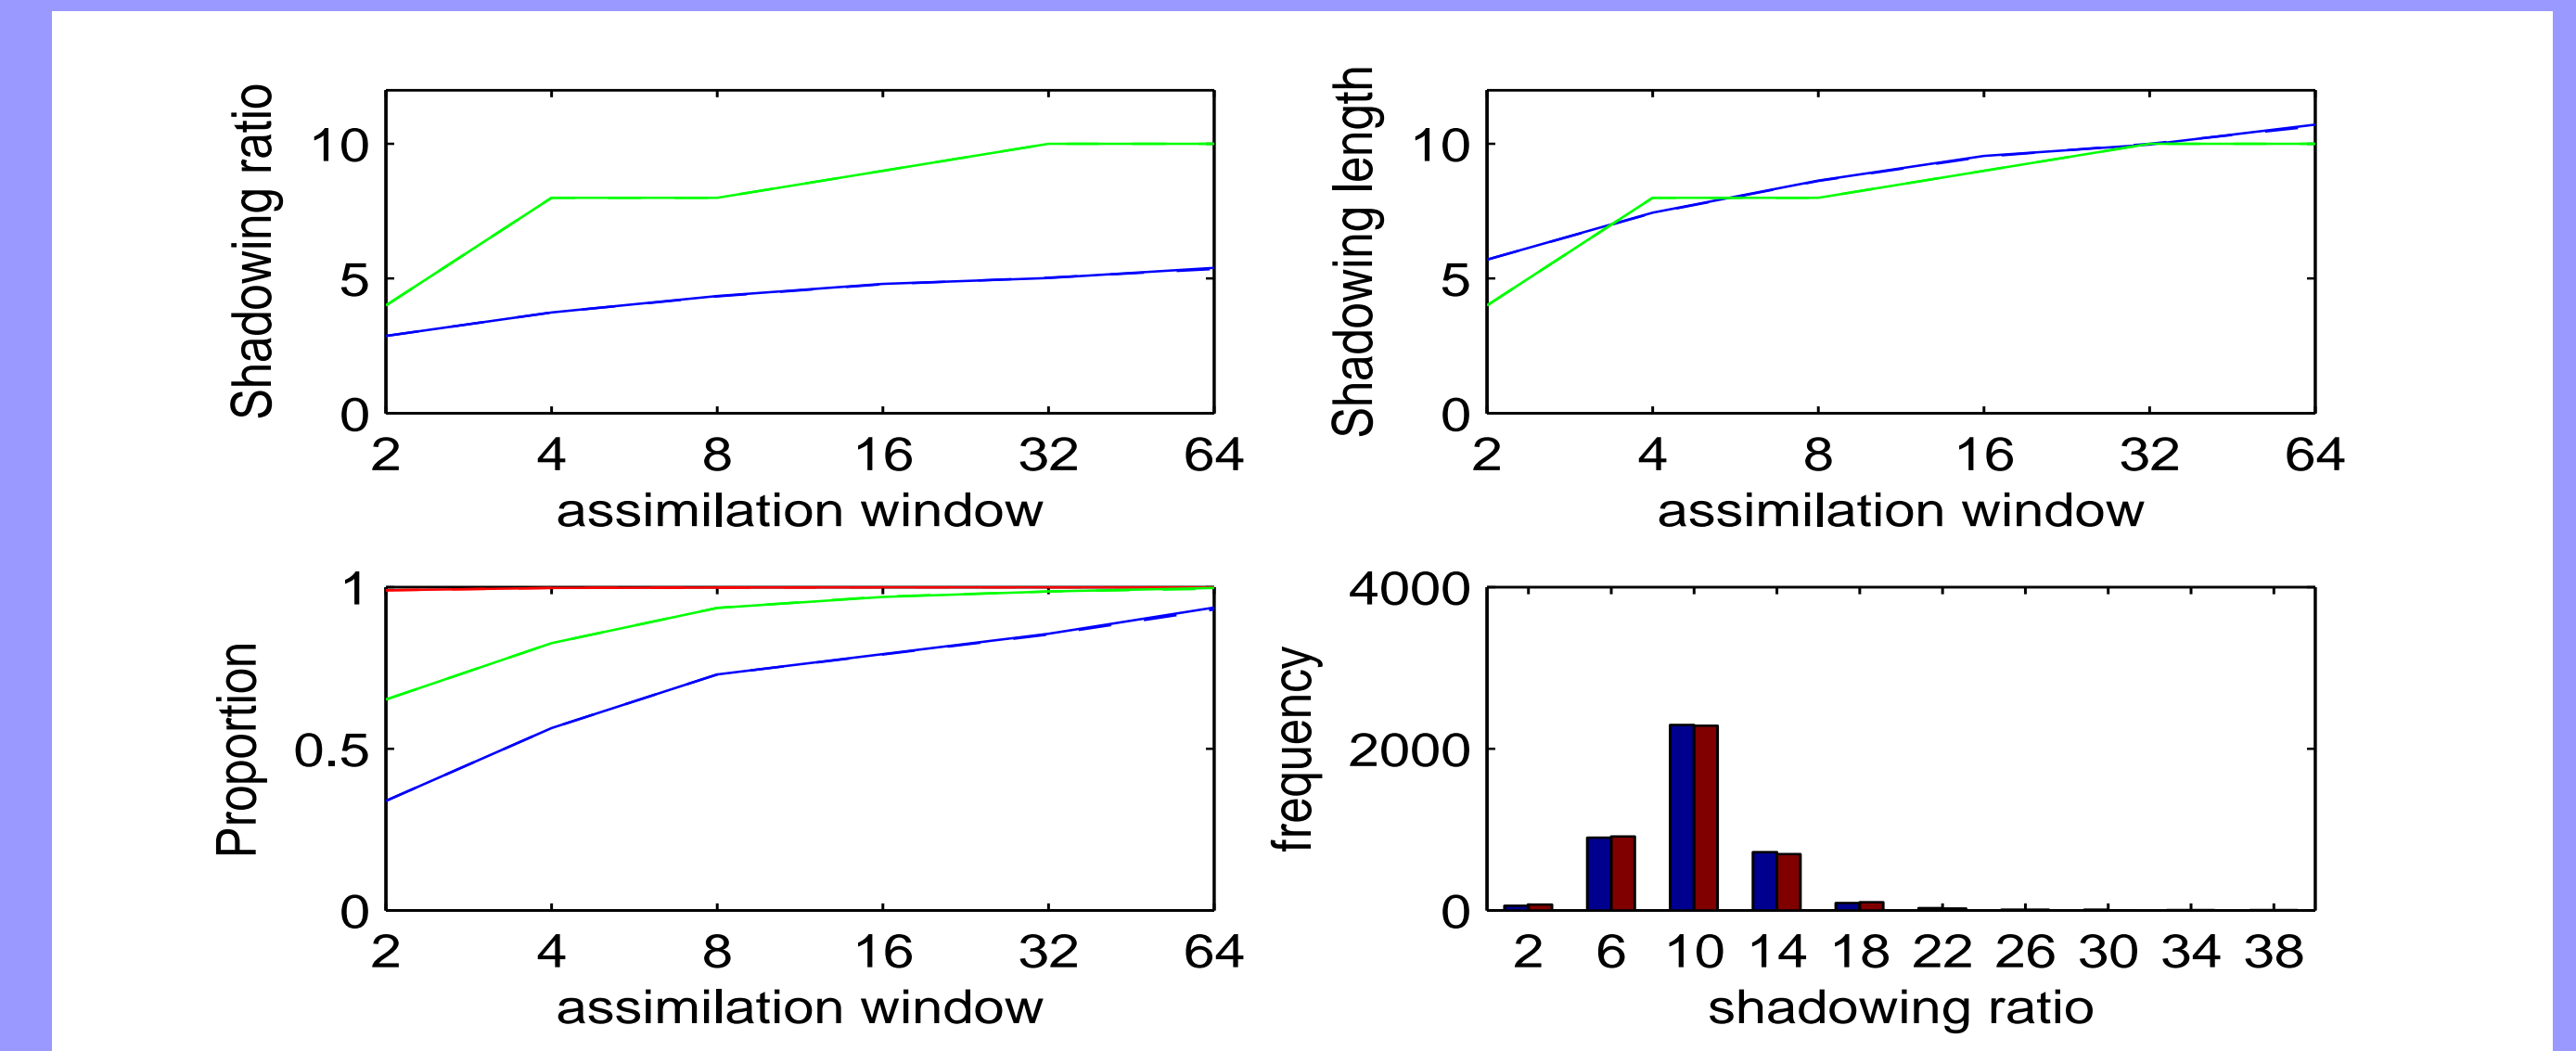 Shadowing ratio
10
5
0
2 4 8 16 32 64
assimilation window
Shadowing length
10
5
0
2 4 8 16 32 64
assimilation window
Proportion
1
0.5
0
2 4 8 16 32 64
assimilation window
frequency
4000
2000
0
2 6 10 14 18 22 26 30 34 38
shadowing ratio